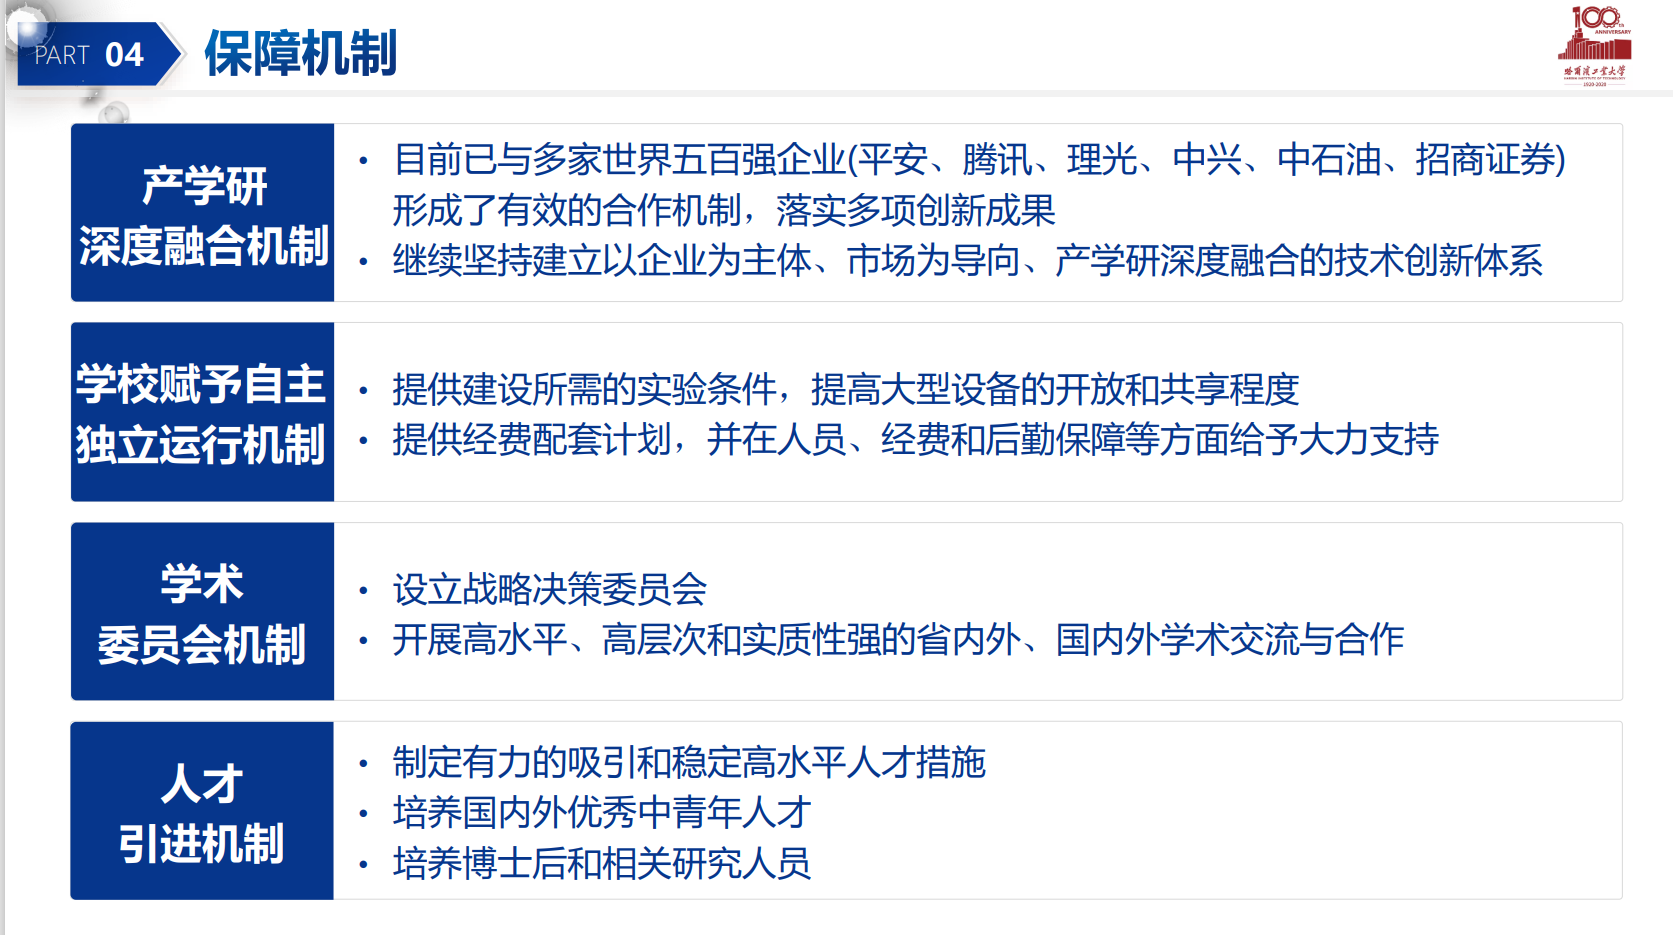 PART 04
保障机制
100th
ANNIVERSARY
哈尔滨工业大学
HARBIN INSTITUTE OF TECHNOLOGY
1920-2020
产学研
深度融合机制
• 目前已与多家世界五百强企业(平安、腾讯、理光、中兴、中石油、招商证券)
形成了有效的合作机制，落实多项创新成果
• 继续坚持建立以企业为主体、市场为导向、产学研深度融合的技术创新体系
学校赋予自主
独立运行机制
• 提供建设所需的实验条件，提高大型设备的开放和共享程度
• 提供经费配套计划，并在人员、经费和后勤保障等方面给予大力支持
学术
委员会机制
• 设立战略决策委员会
• 开展高水平、高层次和实质性强的省内外、国内外学术交流与合作
人才
引进机制
• 制定有力的吸引和稳定高水平人才措施
• 培养国内外优秀中青年人才
• 培养博士后和相关研究人员